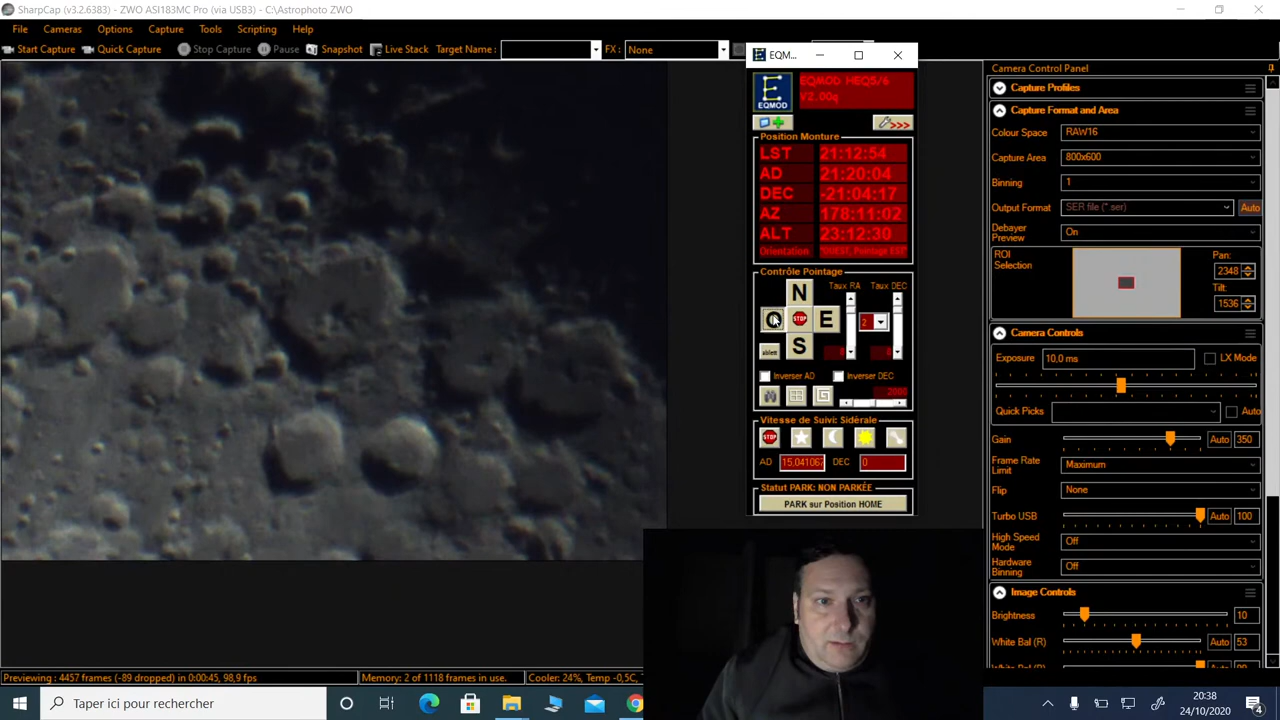 SharpCap (v3.2.6383) - ZWO ASI183MC Pro (via USB3) - C:\Astrophoto ZWO
File Cameras Options Capture Tools Scripting Help
Start Capture Quick Capture Stop Capture Pause Snapshot Live Stack Target Name : FX : None
EQM...
EQMOD HEQ5/6
V2.00q
EQMOD
>>>
Position Monture
LST 21:12:54
AD 21:20:04
DEC -21:04:17
AZ 178:11:02
ALT 23:12:30
Orientation "OUEST, Pointage EST"
Contrôle Pointage
Taux RA Taux DEC
N
O STOP E 2
S
Inverser AD Inverser DEC
2000
Vitesse de Suivi: Sidérale
STOP
AD 15,041067 DEC 0
Statut PARK: NON PARKÉE
PARK sur Position HOME
Camera Control Panel
Capture Profiles
Capture Format and Area
Colour Space RAW16
Capture Area 800x600
Binning 1
Output Format SER file (*.ser) Auto
Debayer Preview On
ROI Selection
Pan: 2348
Tilt: 1536
Camera Controls
Exposure 10,0 ms LX Mode
Quick Picks Auto
Gain Auto 350
Frame Rate Limit Maximum
Flip None
Turbo USB Auto 100
High Speed Mode Off
Hardware Binning Off
Image Controls
Brightness 10
White Bal (R) Auto 53
Previewing : 4457 frames (-89 dropped) in 0:00:45, 98,9 fps Memory: 2 of 1118 frames in use. Cooler: 24%, Temp -0,5C,
Taper ici pour rechercher
20:38
24/10/2020
4